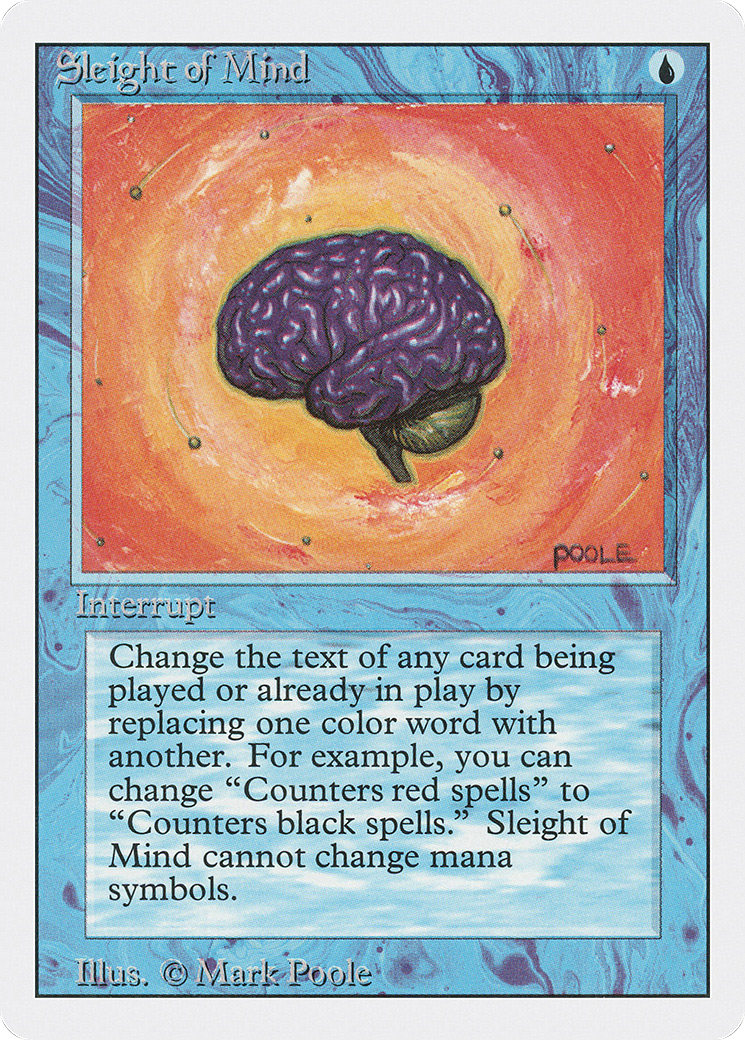 Sleight of Mind
POOLE
Interrupt
Change the text of any card being
played or already in play by
replacing one color word with
another. For example, you can
change “Counters red spells” to
“Counters black spells.” Sleight of
Mind cannot change mana
symbols.
Illus. © Mark Poole